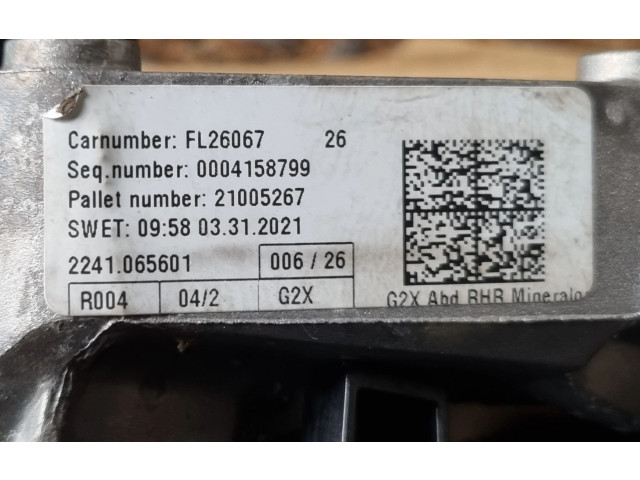 Carnumber: FL26067 26
Seq.number: 0004158799
Pallet number: 21005267
SWET: 09:58 03.31.2021
2241.065601 006 / 26
R004 04/2 G2X
G2X Abd RHR Mineralo